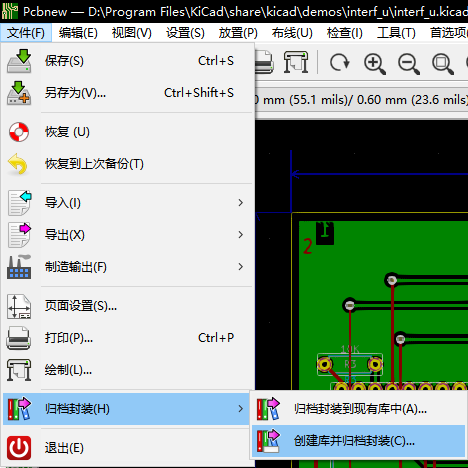 Pcbnew — D:\Program Files\KiCad\share\kicad\demos\interf_u\interf_u.kicad
文件(F) 编辑(E) 视图(V) 设置(S) 放置(P) 布线(U) 检查(I) 工具(T) 首选项
保存(S) Ctrl+S
另存为(V)... Ctrl+Shift+S
0 mm (55.1 mils)/ 0.60 mm (23.6 mils)
恢复 (U)
恢复到上次备份(T)
导入(I)
导出(X)
1
2
制造输出(F)
页面设置(S)...
打印(P)... Ctrl+P
10K
R3
绘制(L)...
归档封装(H)
归档封装到现有库中(A)...
创建库并归档封装(C)...
退出(E)